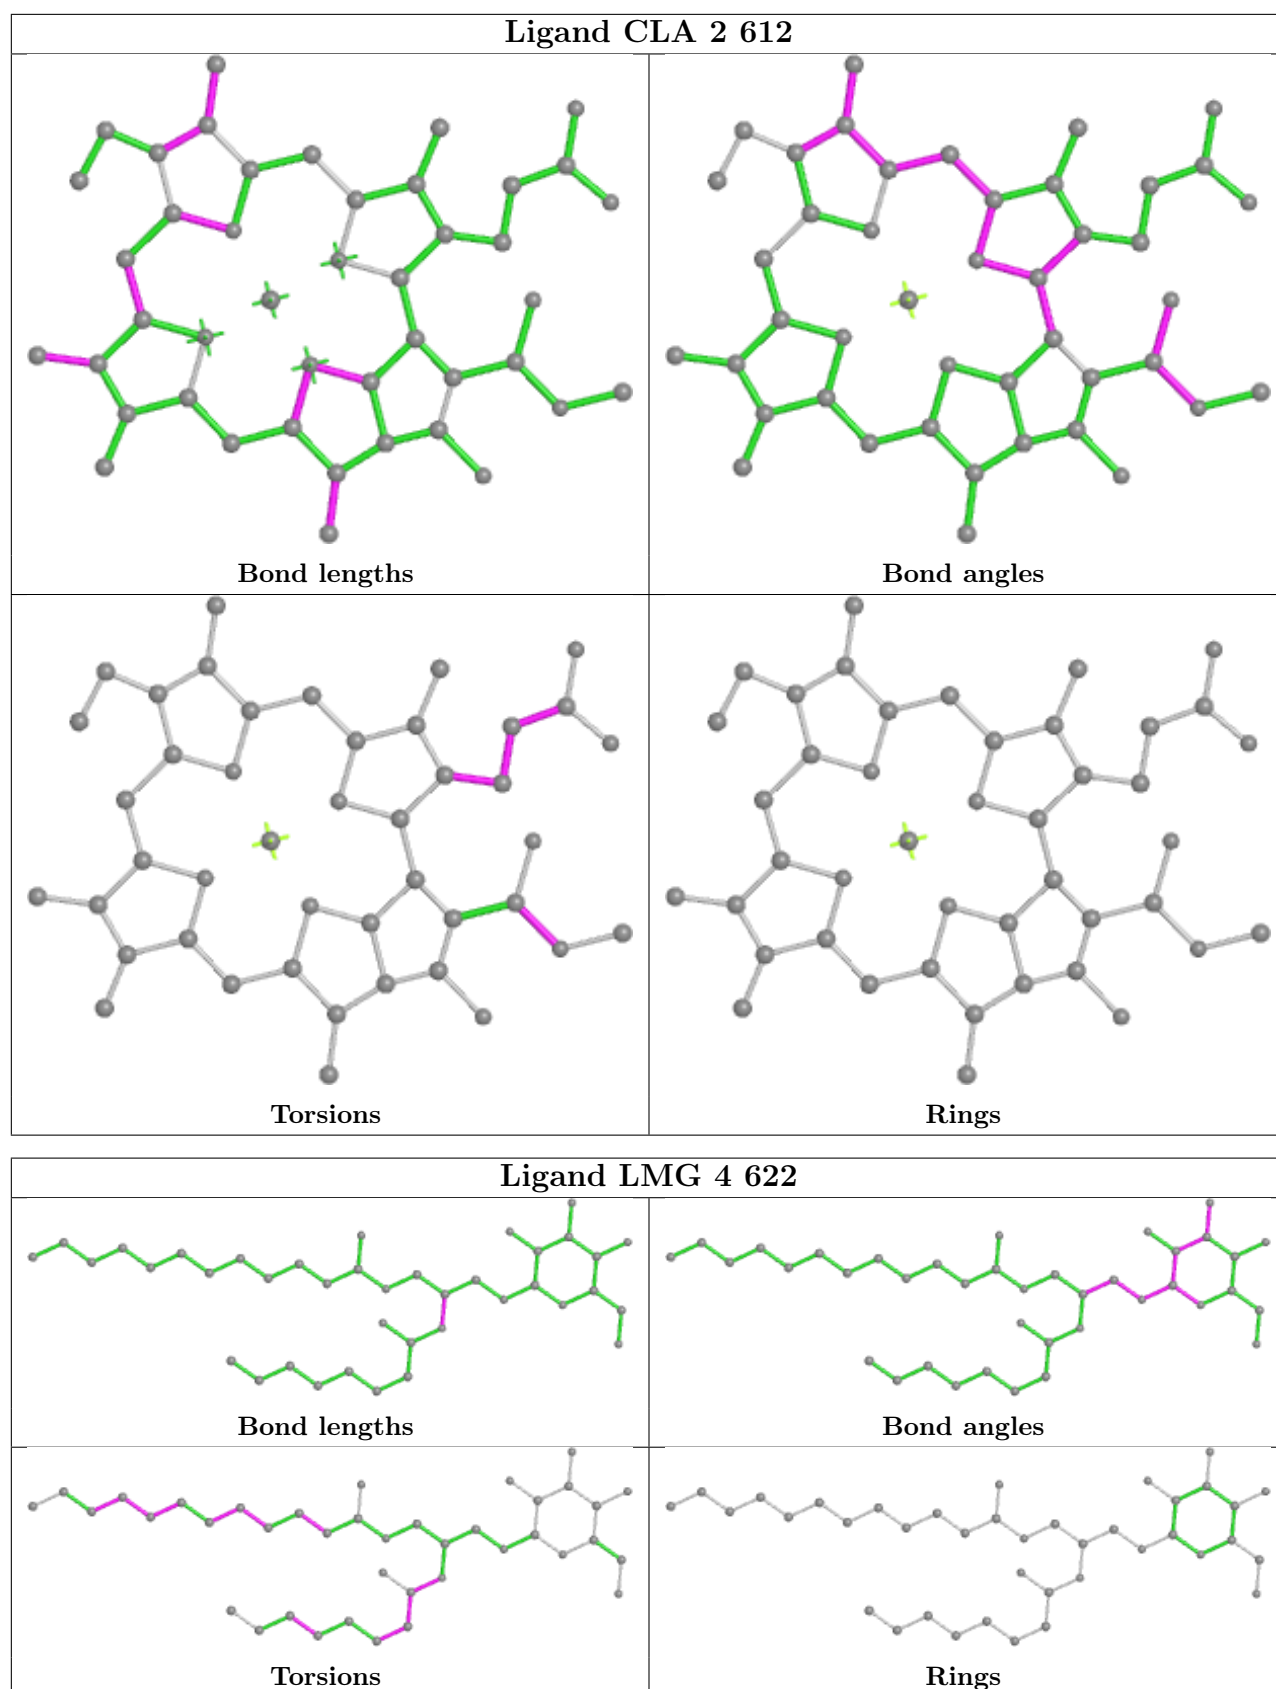 Ligand CLA 2 612
Bond lengths
Bond angles
Torsions
Rings
Ligand LMG 4 622
Bond lengths
Bond angles
Torsions
Rings